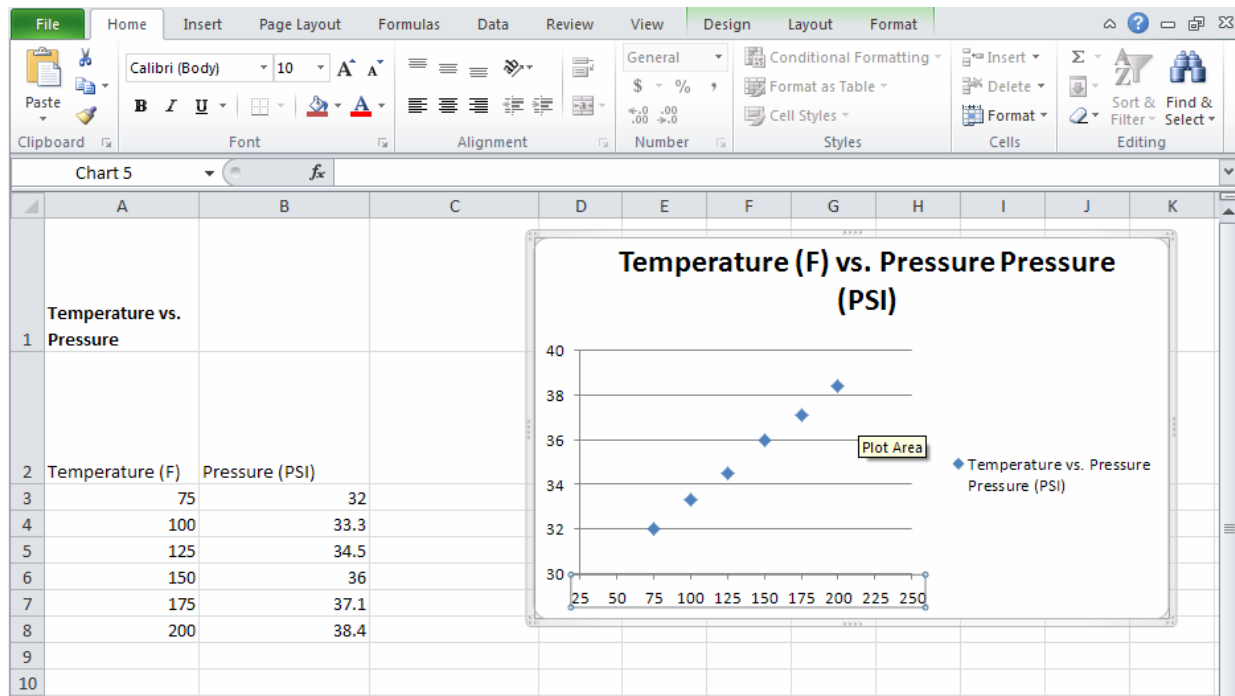 File Home Insert Page Layout Formulas Data Review View Design Layout Format
Calibri (Body) 10 A A General Conditional Formatting Insert Σ
Paste B I U A $ % , Format as Table Delete Sort & Filter Find & Select
.00 .0 Cell Styles Format
Clipboard Font Alignment Number Styles Cells Editing
Chart 5 fx
A B C D E F G H I J K
Temperature (F) vs. Pressure Pressure
(PSI)
1 Temperature vs.
Pressure
2 Temperature (F) Pressure (PSI)
3 75 32
4 100 33.3
5 125 34.5
6 150 36
7 175 37.1
8 200 38.4
9
10
40
38
36
34
32
30
25 50 75 100 125 150 175 200 225 250
Plot Area
Temperature vs. Pressure
Pressure (PSI)